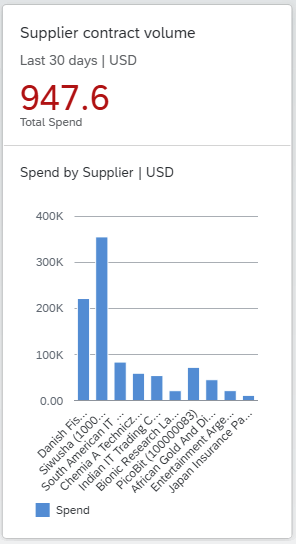 Supplier contract volume
Last 30 days | USD
947.6
Total Spend
Spend by Supplier | USD
400K
300K
200K
100K
0.00
Danish Fis...
Siwusha (1000...
South American IT ...
Chemia A Technicz...
Indian IT Trading C...
Bionic Research La...
PicoBit (100000083)
African Gold And Di...
Entertainment Arge...
Japan Insurance Pa...
Spend